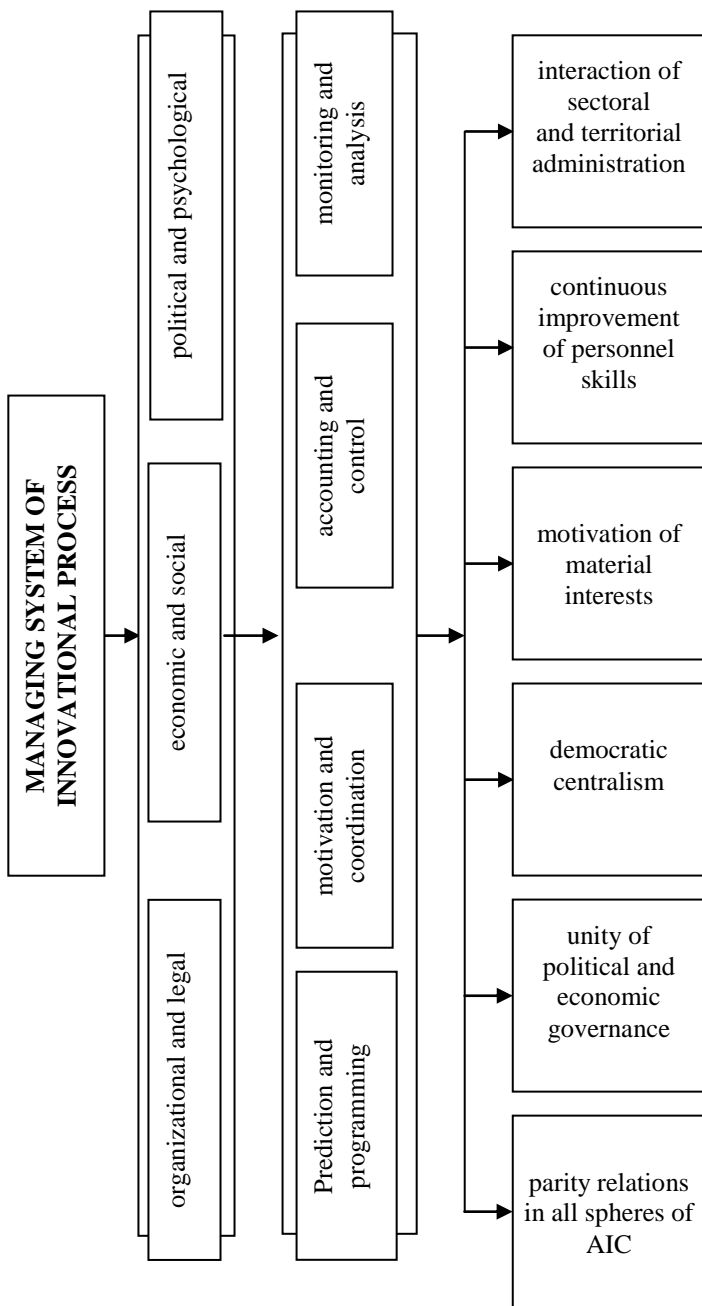 MANAGING SYSTEM OF
INNOVATIONAL PROCESS
organizational and legal
economic and social
political and psychological
Prediction and
programming
motivation and
coordination
accounting and
control
monitoring and
analysis
interaction of
sectoral
and territorial
administration
continuous
improvement
of personnel
skills
motivation of
material
interests
democratic
centralism
unity of
political and
economic
governance
parity relations
in all spheres of
AIC